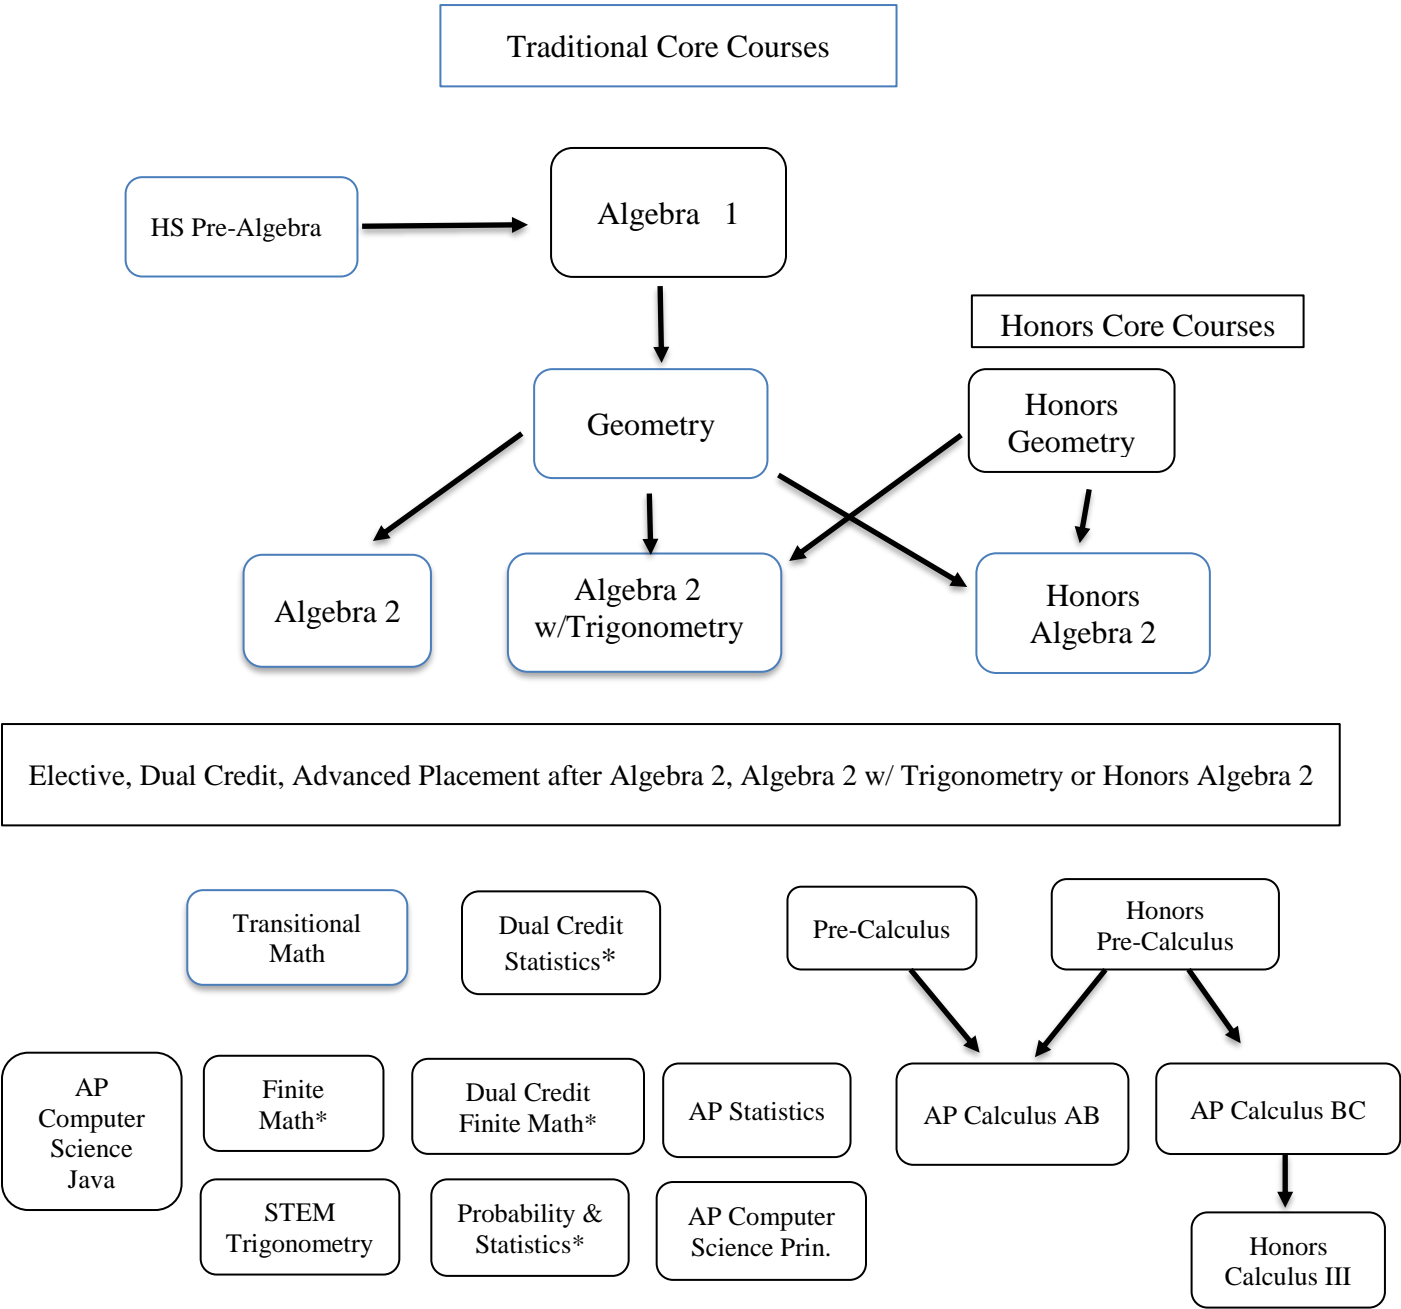 Traditional Core Courses
HS Pre-Algebra
Algebra 1
Honors Core Courses
Geometry
Honors
Geometry
Algebra 2
Algebra 2
w/Trigonometry
Honors
Algebra 2
Elective, Dual Credit, Advanced Placement after Algebra 2, Algebra 2 w/ Trigonometry or Honors Algebra 2
Transitional
Math
Dual Credit
Statistics*
Pre-Calculus
Honors
Pre-Calculus
AP
Computer
Science
Java
Finite
Math*
Dual Credit
Finite Math*
AP Statistics
AP Calculus AB
AP Calculus BC
STEM
Trigonometry
Probability &
Statistics*
AP Computer
Science Prin.
Honors
Calculus III